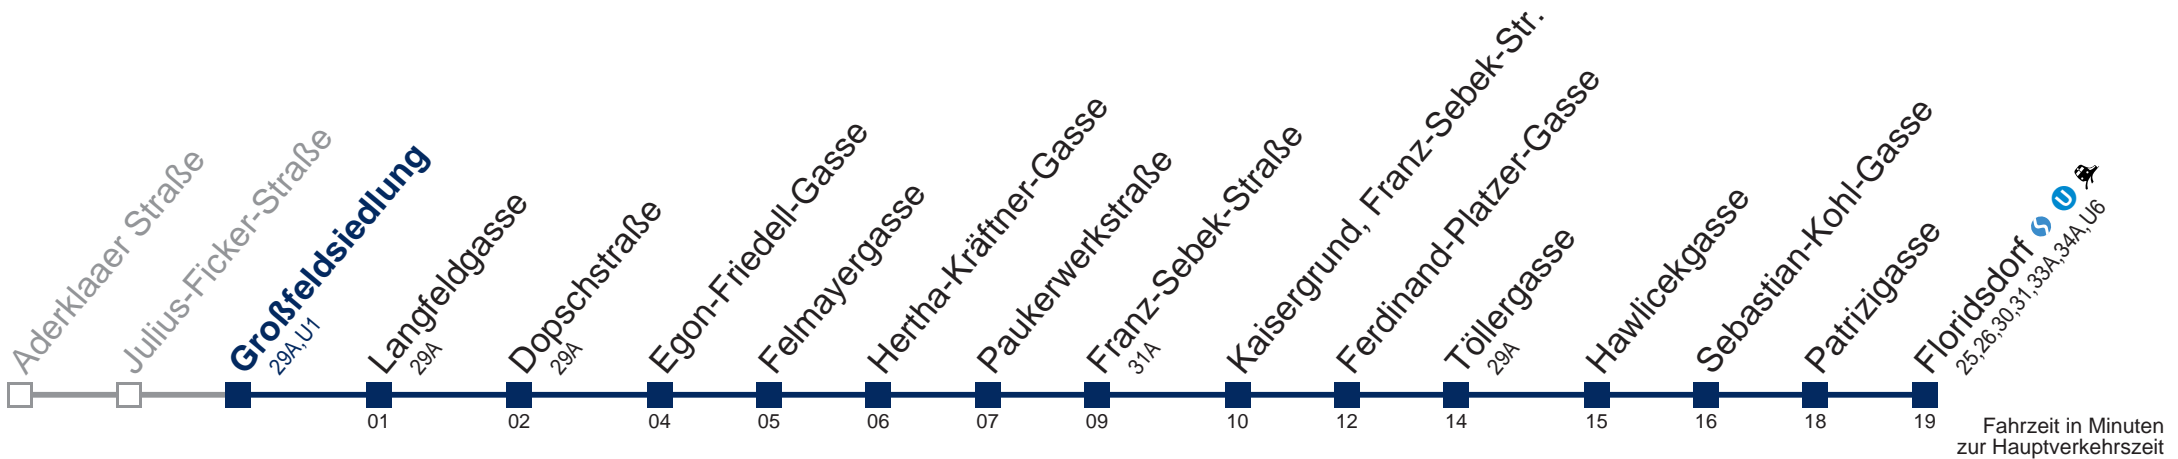 Aderklaaer Straße
Julius-Ficker-Straße
Großfeldsiedlung
29A,U1
Langfeldgasse
29A
Dopschstraße
29A
Egon-Friedell-Gasse
Felmayergasse
Hertha-Kräftner-Gasse
Paukerwerkstraße
Franz-Sebek-Straße
31A
Kaisergrund, Franz-Sebek-Str.
Ferdinand-Platzer-Gasse
Töllergasse
29A
Hawlicekgasse
Sebastian-Kohl-Gasse
Patrizigasse
Floridsdorf S U
25,26,30,31,33A,34A,U6
01 02 04 05 06 07 09 10 12 14 15 16 18 19
Fahrzeit in Minuten
zur Hauptverkehrszeit